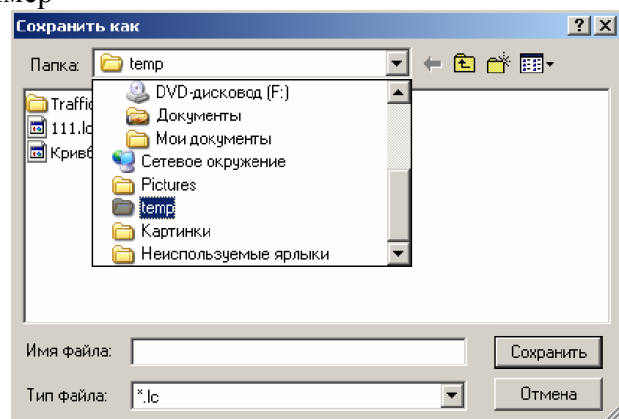 мер
Сохранить как
Папка: temp
DVD-дисковод (F:)
Traffic
Документы
111.lc
Мои документы
Кривб
Сетевое окружение
Pictures
temp
Картинки
Неиспользуемые ярлыки
Имя файла:
Сохранить
Тип файла: *.lc
Отмена